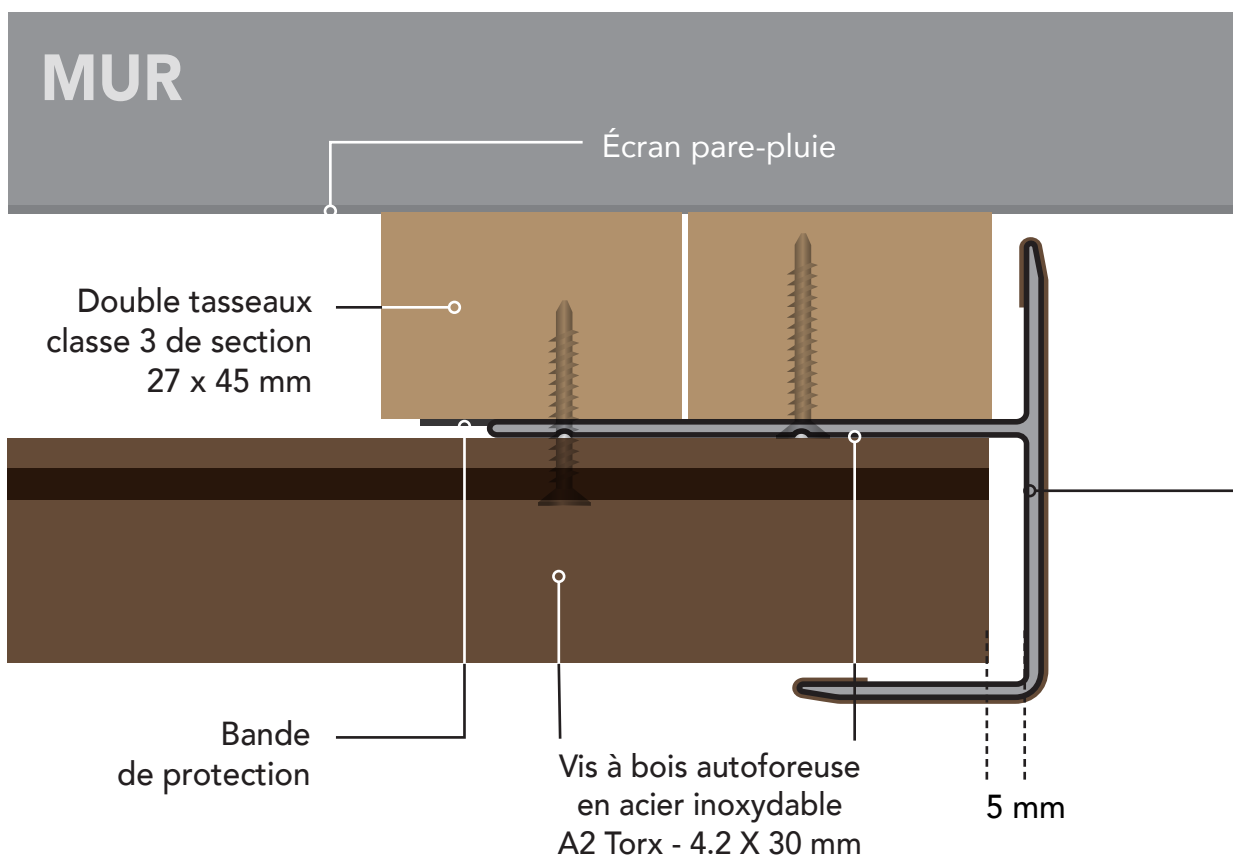 MUR
Écran pare-pluie
Double tasseaux
classe 3 de section
27 x 45 mm
Bande
de protection
Vis à bois autoforeuse
en acier inoxydable
A2 Torx - 4.2 X 30 mm
5 mm